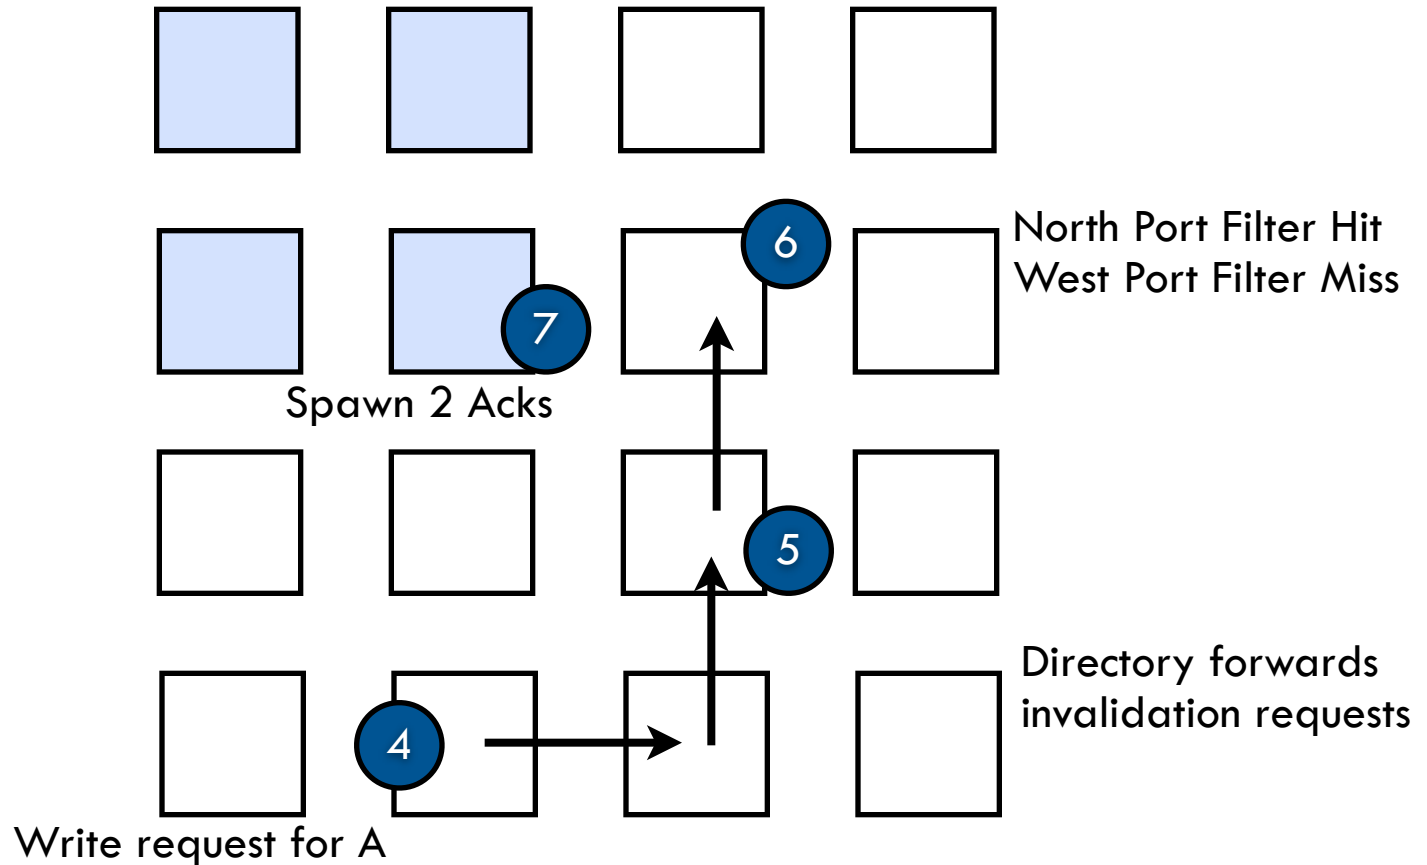 6
North Port Filter Hit
West Port Filter Miss
7
Spawn 2 Acks
5
Directory forwards
invalidation requests
4
Write request for A